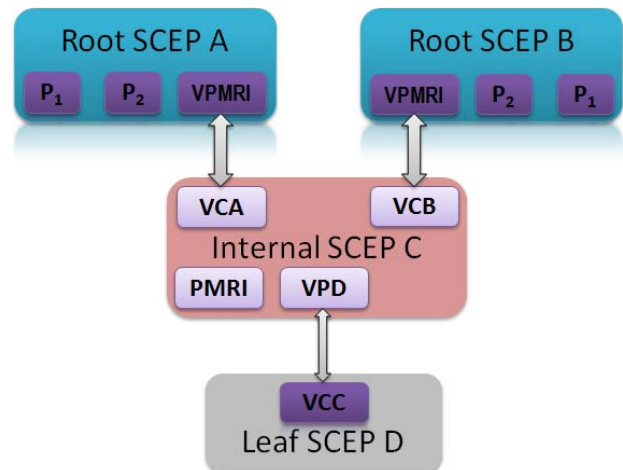 Root SCEP A
P₁ P₂ VPMRI
Root SCEP B
VPMRI P₂ P₁
VCA VCB
Internal SCEP C
PMRI VPD
VCC
Leaf SCEP D